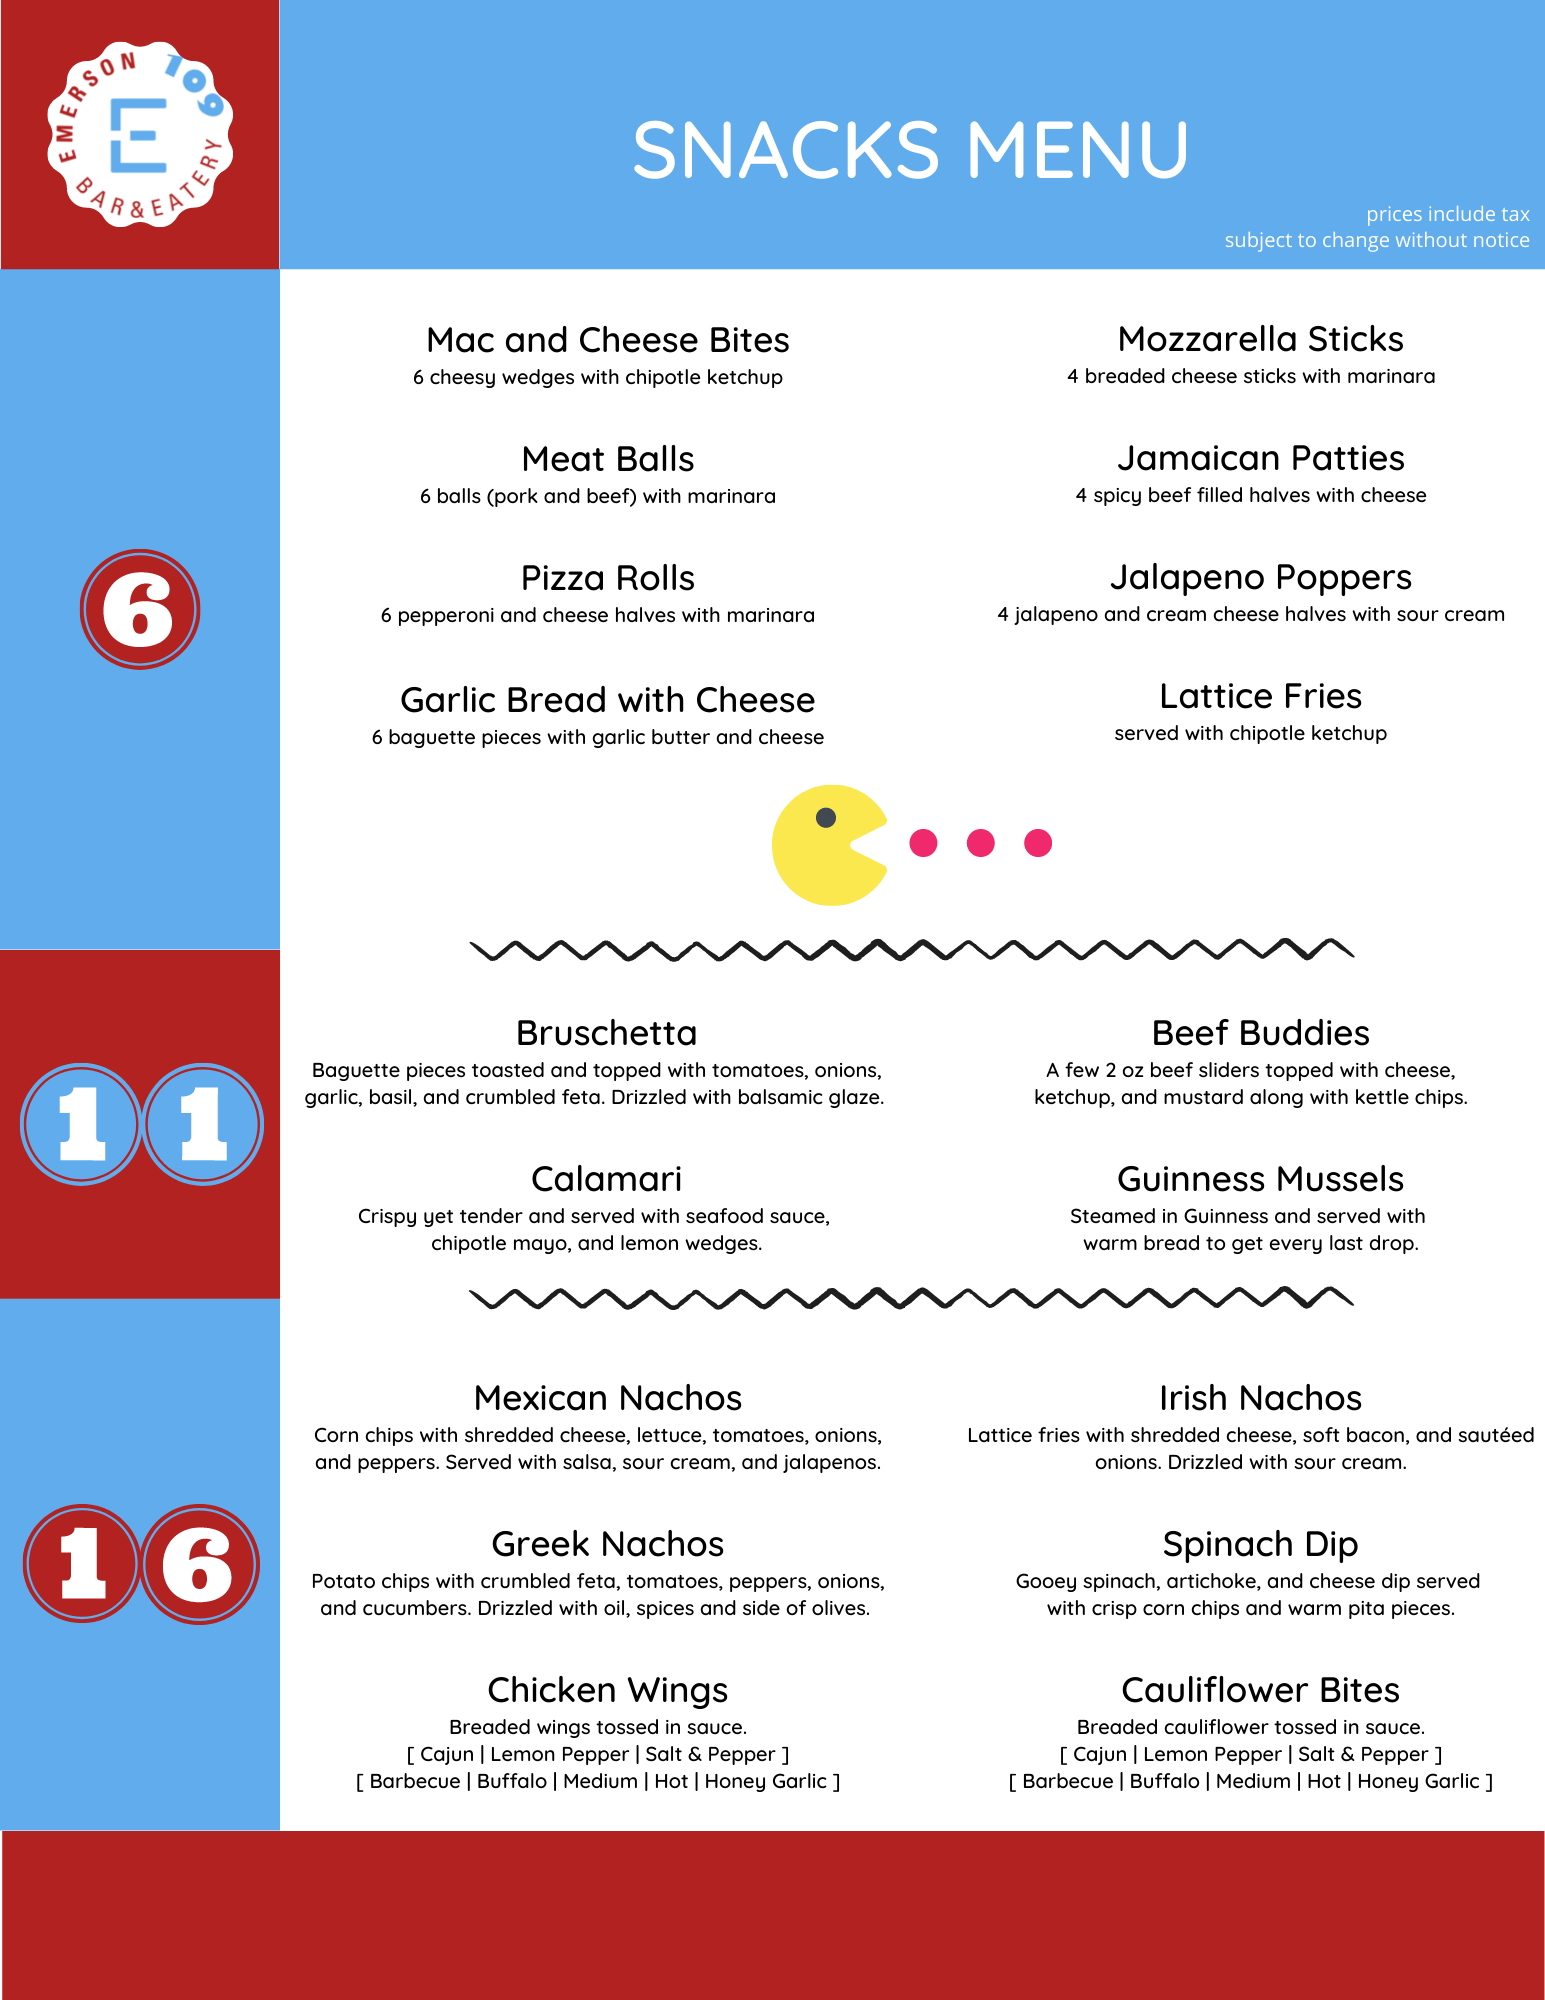 EMERSON 109
E
BAR & EATERY
SNACKS MENU
prices include tax
subject to change without notice
6
Mac and Cheese Bites
6 cheesy wedges with chipotle ketchup
Mozzarella Sticks
4 breaded cheese sticks with marinara
Meat Balls
6 balls (pork and beef) with marinara
Jamaican Patties
4 spicy beef filled halves with cheese
Pizza Rolls
6 pepperoni and cheese halves with marinara
Jalapeno Poppers
4 jalapeno and cream cheese halves with sour cream
Garlic Bread with Cheese
6 baguette pieces with garlic butter and cheese
Lattice Fries
served with chipotle ketchup
11
Bruschetta
Baguette pieces toasted and topped with tomatoes, onions,
garlic, basil, and crumbled feta. Drizzled with balsamic glaze.
Beef Buddies
A few 2 oz beef sliders topped with cheese,
ketchup, and mustard along with kettle chips.
Calamari
Crispy yet tender and served with seafood sauce,
chipotle mayo, and lemon wedges.
Guinness Mussels
Steamed in Guinness and served with
warm bread to get every last drop.
16
Mexican Nachos
Corn chips with shredded cheese, lettuce, tomatoes, onions,
and peppers. Served with salsa, sour cream, and jalapenos.
Irish Nachos
Lattice fries with shredded cheese, soft bacon, and sautéed
onions. Drizzled with sour cream.
Greek Nachos
Potato chips with crumbled feta, tomatoes, peppers, onions,
and cucumbers. Drizzled with oil, spices and side of olives.
Spinach Dip
Gooey spinach, artichoke, and cheese dip served
with crisp corn chips and warm pita pieces.
Chicken Wings
Breaded wings tossed in sauce.
[ Cajun | Lemon Pepper | Salt & Pepper ]
[ Barbecue | Buffalo | Medium | Hot | Honey Garlic ]
Cauliflower Bites
Breaded cauliflower tossed in sauce.
[ Cajun | Lemon Pepper | Salt & Pepper ]
[ Barbecue | Buffalo | Medium | Hot | Honey Garlic ]